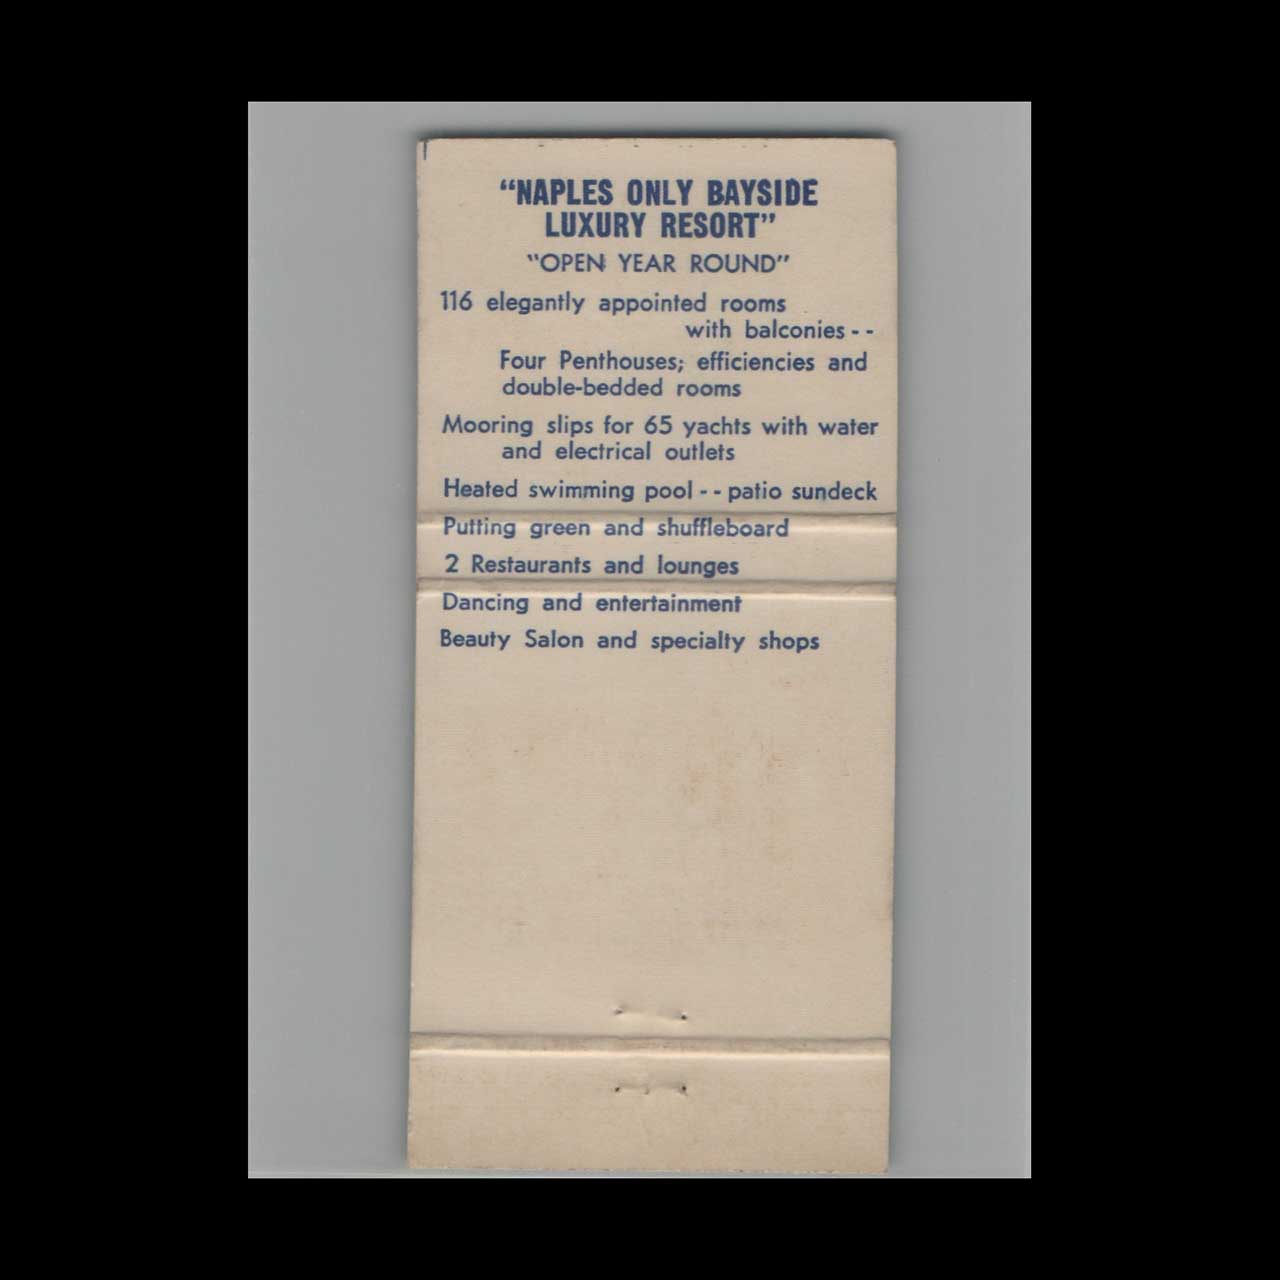 “NAPLES ONLY BAYSIDE
LUXURY RESORT”
“OPEN YEAR ROUND”
116 elegantly appointed rooms
with balconies - -
Four Penthouses; efficiencies and
double-bedded rooms
Mooring slips for 65 yachts with water
and electrical outlets
Heated swimming pool - - patio sundeck
Putting green and shuffleboard
2 Restaurants and lounges
Dancing and entertainment
Beauty Salon and specialty shops